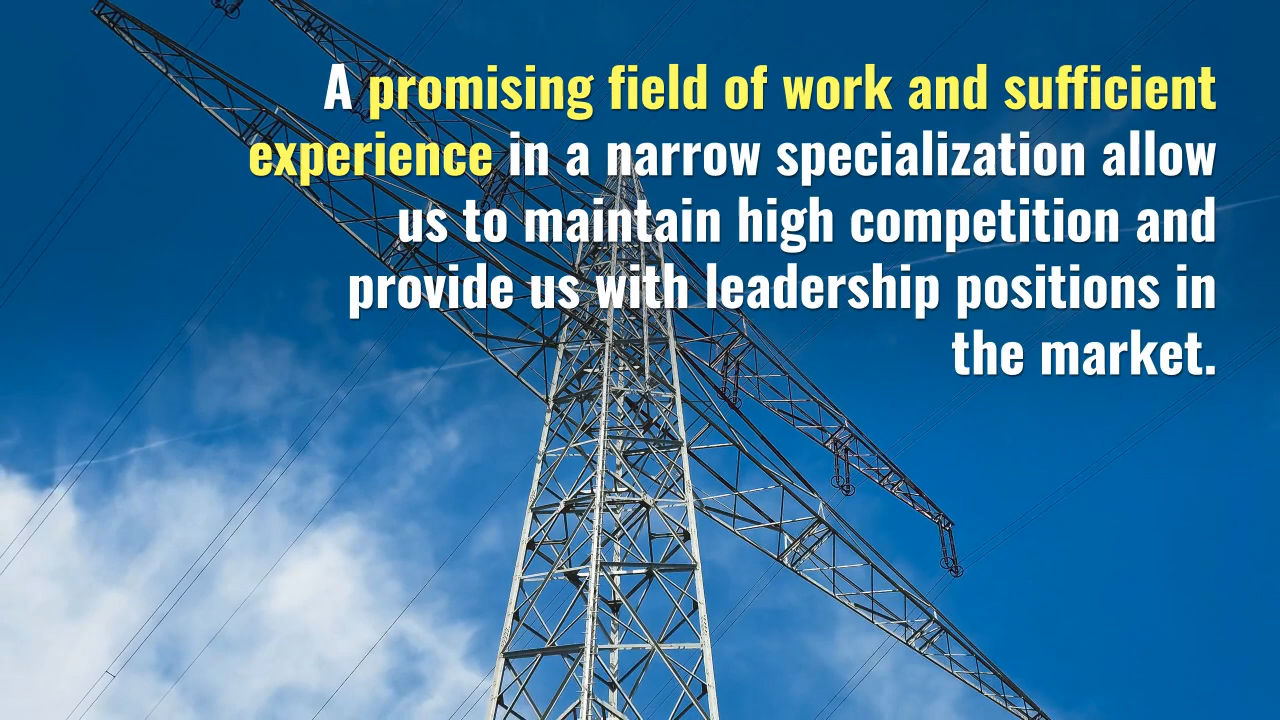 A promising field of work and sufficient
experience in a narrow specialization allow
us to maintain high competition and
provide us with leadership positions in
the market.